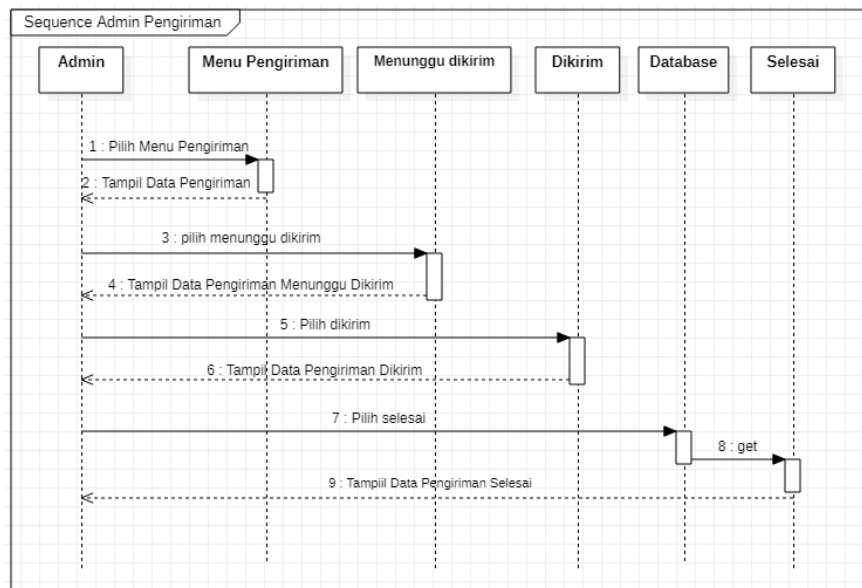 Sequence Admin Pengiriman
Admin
Menu Pengiriman
Menunggu dikirim
Dikirim
Database
Selesai
1 : Pilih Menu Pengiriman
2 : Tampil Data Pengiriman
3 : pilih menunggu dikirim
4 : Tampil Data Pengiriman Menunggu Dikirim
5 : Pilih dikirim
6 : Tampil Data Pengiriman Dikirim
7 : Pilih selesai
8 : get
9 : Tampiil Data Pengiriman Selesai